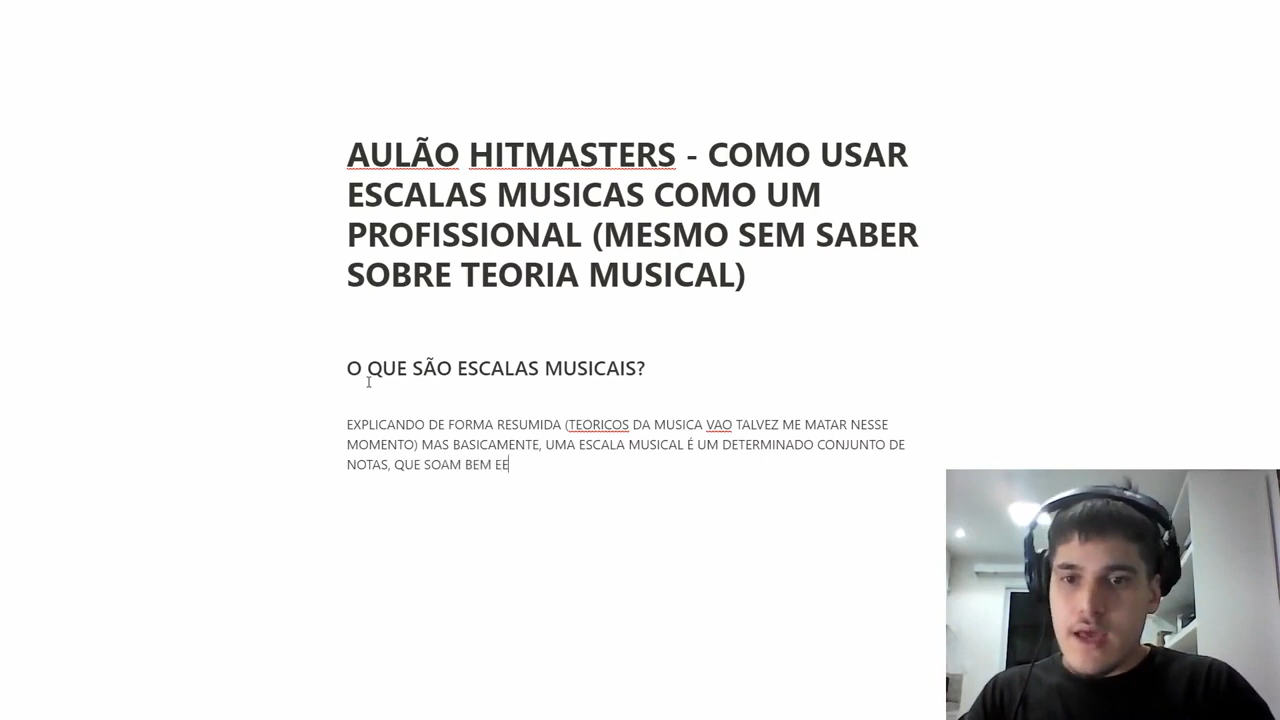 AULÃO HITMASTERS - COMO USAR
ESCALAS MUSICAS COMO UM
PROFISSIONAL (MESMO SEM SABER
SOBRE TEORIA MUSICAL)
O QUE SÃO ESCALAS MUSICAIS?
EXPLICANDO DE FORMA RESUMIDA (TEORICOS DA MUSICA VAO TALVEZ ME MATAR NESSE
MOMENTO) MAS BASICAMENTE, UMA ESCALA MUSICAL É UM DETERMINADO CONJUNTO DE
NOTAS, QUE SOAM BEM EE